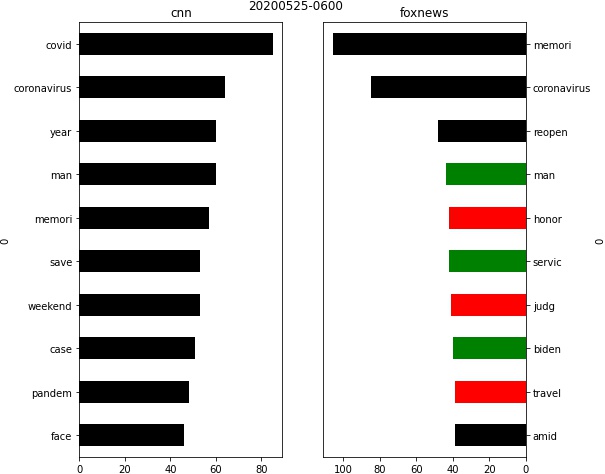 20200525-0600
cnn
foxnews
covid
coronavirus
year
man
memori
save
weekend
case
pandem
face
0
0 20 40 60 80
memori
coronavirus
reopen
man
honor
servic
judg
biden
travel
amid
0
100 80 60 40 20 0